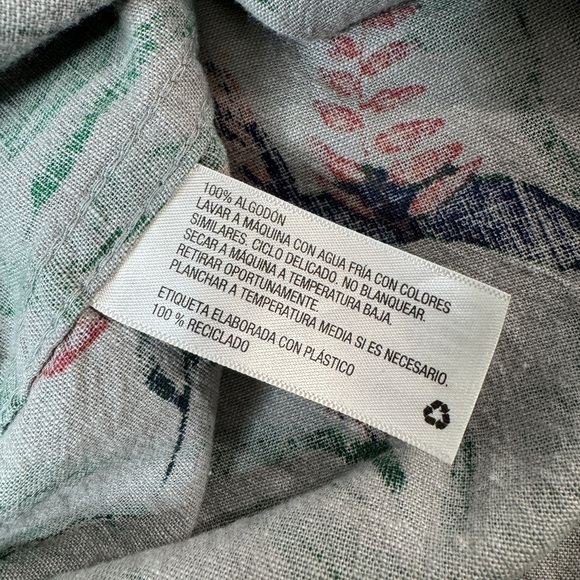 100% ALGODÓN
LAVAR A MÁQUINA CON AGUA FRÍA CON COLORES
SIMILARES. CICLO DELICADO. NO BLANQUEAR.
SECAR A MÁQUINA A TEMPERATURA BAJA.
RETIRAR OPORTUNAMENTE.
PLANCHAR A TEMPERATURA MEDIA SI ES NECESARIO.
ETIQUETA ELABORADA CON PLÁSTICO
100 % RECICLADO